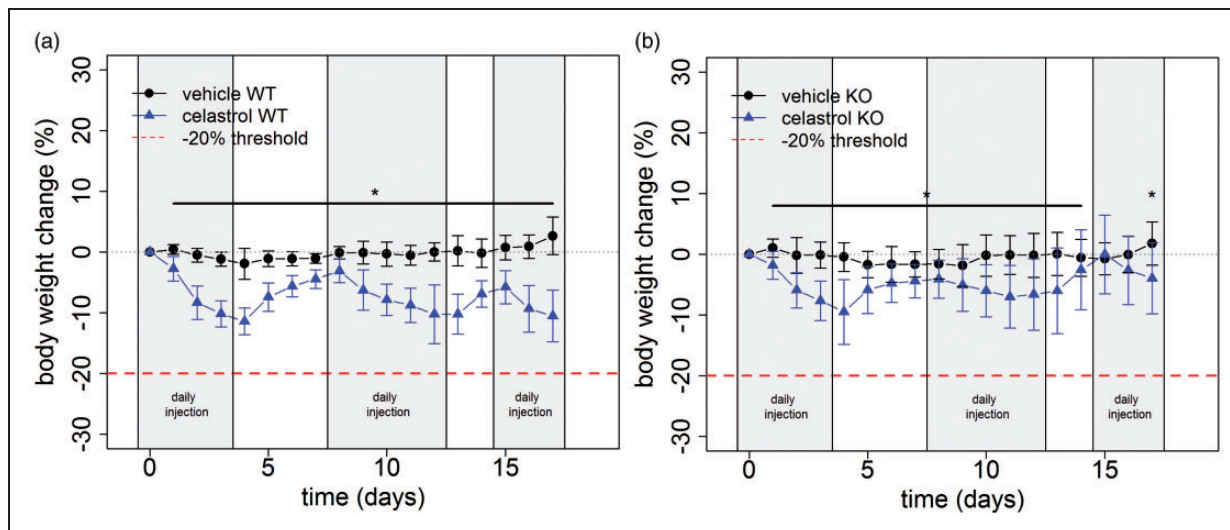 (a)
body weight change (%)
30
20
10
0
-10
-20
-30
vehicle WT
celastrol WT
-20% threshold
*
daily
injection
daily
injection
daily
injection
0 5 10 15
time (days)
(b)
body weight change (%)
30
20
10
0
-10
-20
-30
vehicle KO
celastrol KO
-20% threshold
* *
daily
injection
daily
injection
daily
injection
0 5 10 15
time (days)